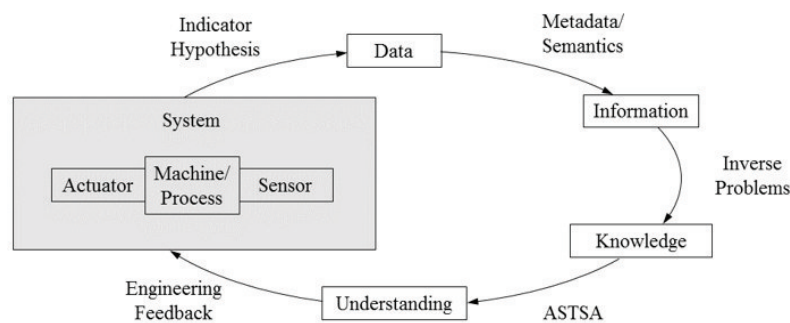 Indicator
Hypothesis
Data
Metadata/
Semantics
System
Actuator
Machine/
Process
Sensor
Information
Inverse
Problems
Knowledge
Engineering
Feedback
Understanding
ASTSA